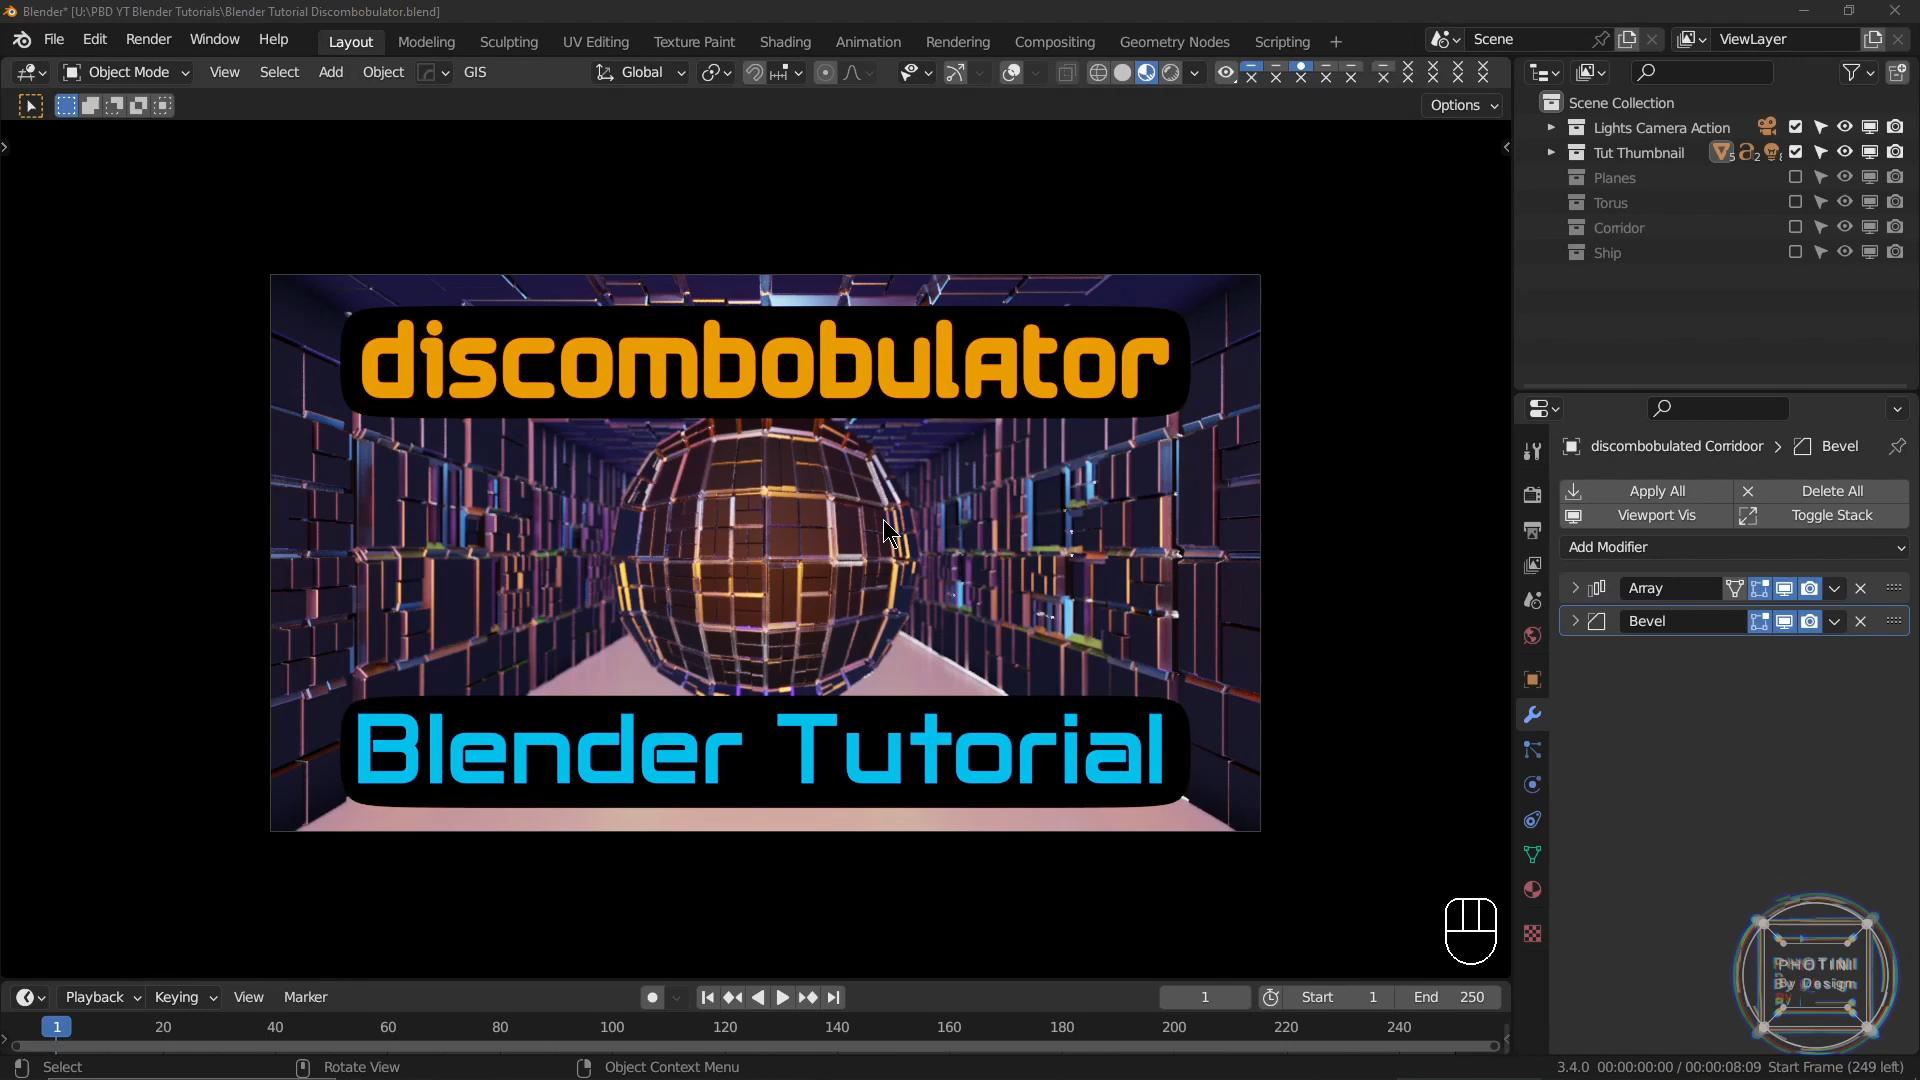 Blender* [U:\PBD YT Blender Tutorials\Blender Tutorial Discombobulator.blend]
File Edit Render Window Help Layout Modeling Sculpting UV Editing Texture Paint Shading Animation Rendering Compositing Geometry Nodes Scripting + Scene ViewLayer
Object Mode View Select Add Object GIS Global
Options
Scene Collection
Lights Camera Action
Tut Thumbnail 5 2 8
Planes
Torus
Corridor
Ship
discombobulAtor
Blender Tutorial
discombobulated Corridoor > Bevel
Apply All Delete All
Viewport Vis Toggle Stack
Add Modifier
Array
Bevel
PHOTINI
By Design
Playback Keying View Marker 1 Start 1 End 250
1 20 40 60 80 100 120 140 160 180 200 220 240
Select Rotate View Object Context Menu 3.4.0 00:00:00:00 / 00:00:08:09 Start Frame (249 left)